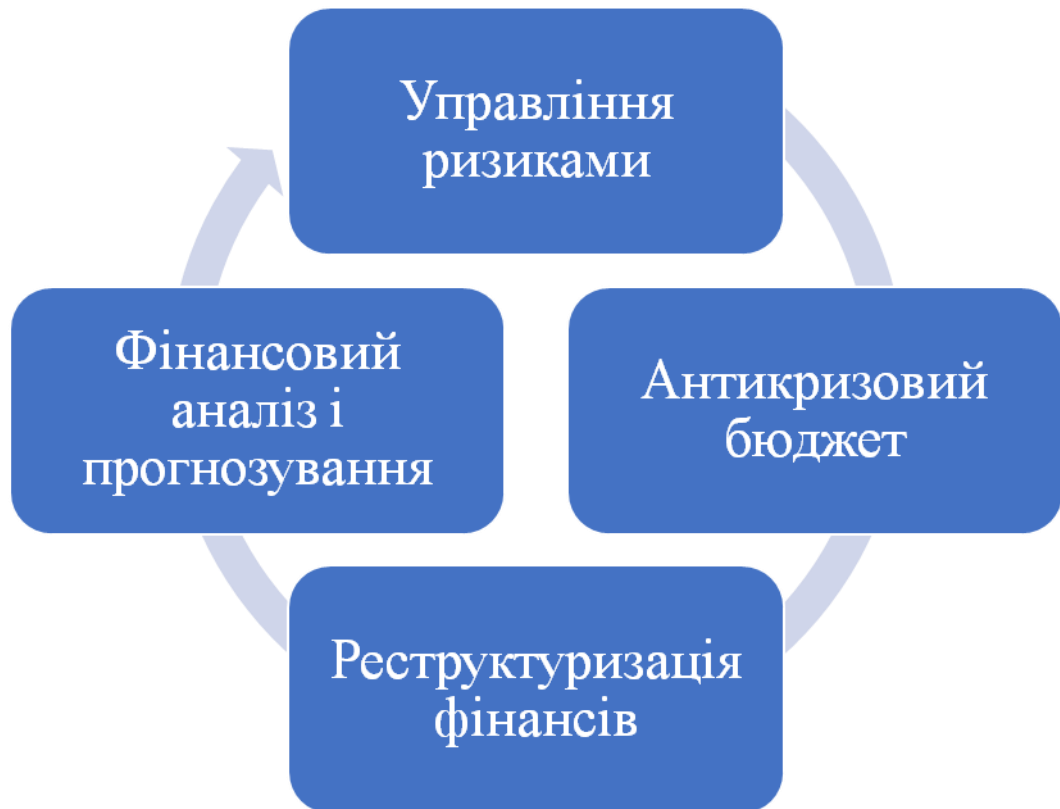 Управління
ризиками
Антикризовий
бюджет
Реструктуризація
фінансів
Фінансовий
аналіз і
прогнозування